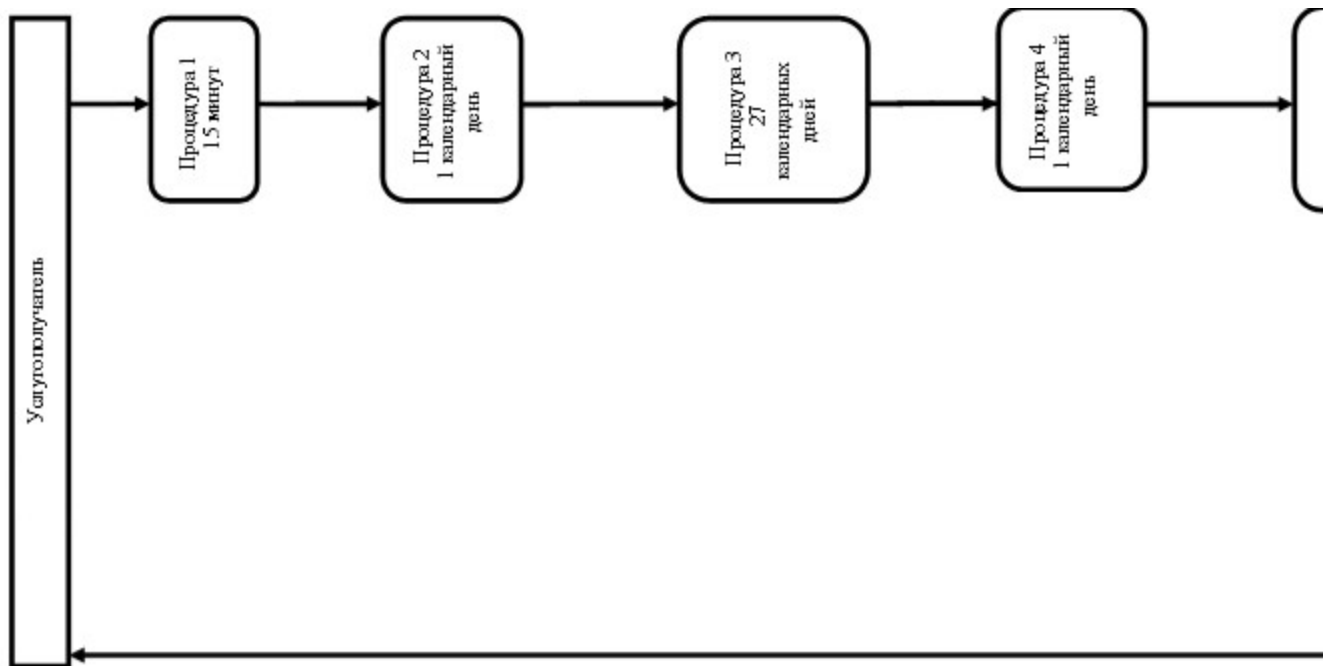 Услугополучатель
Процедура 1
15 минут
Процедура 2
1 календарный
день
Процедура 3
27
календарных
дней
Процедура 4
1 календарный
день